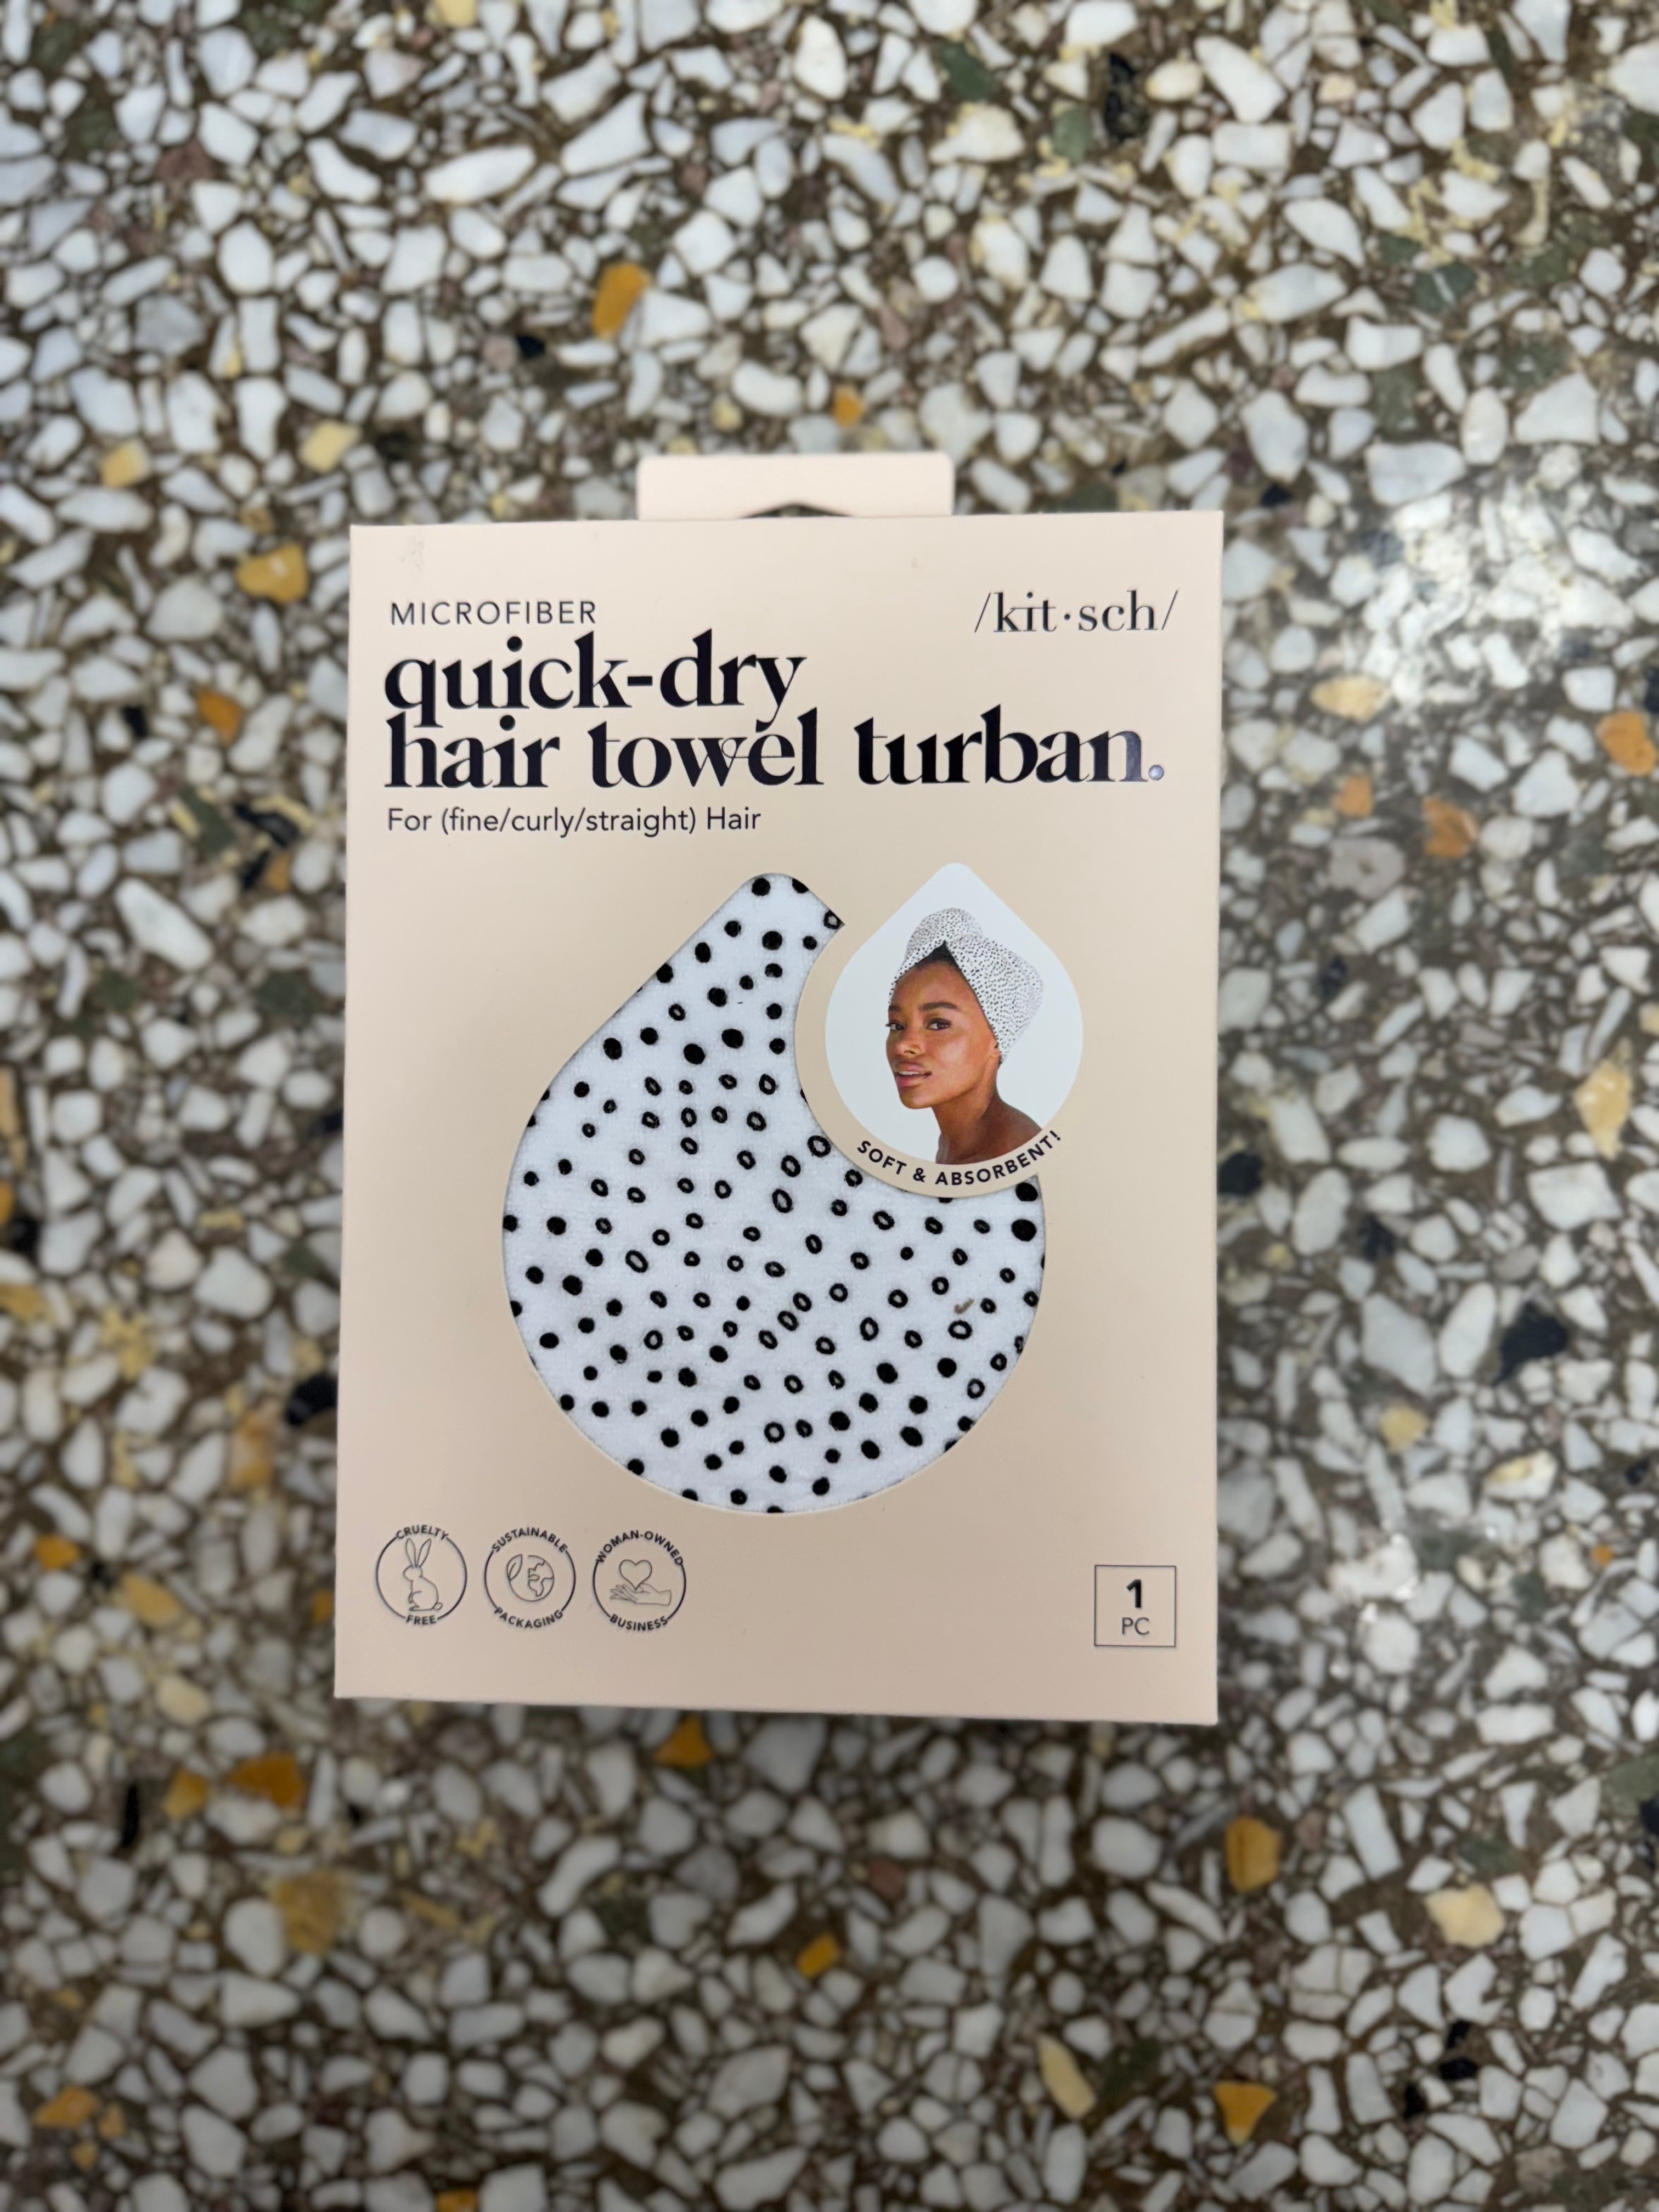 MICROFIBER
/kit·sch/
quick-dry
hair towel turban.
For (fine/curly/straight) Hair
SOFT & ABSORBENT!
CRUELTY
FREE
SUSTAINABLE
PACKAGING
WOMAN-OWNED
BUSINESS
1
PC